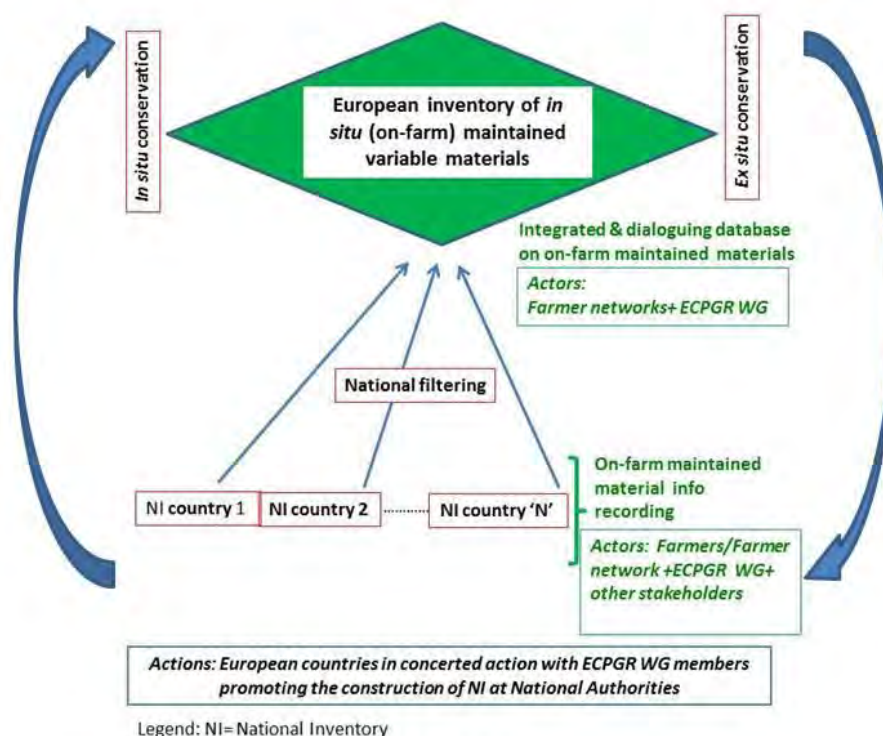 In situ conservation
European inventory of in
situ (on-farm) maintained
variable materials
Ex situ conservation
Integrated & dialoguing database
on on-farm maintained materials
Actors:
Farmer networks+ ECPGR WG
National filtering
NI country 1
NI country 2
NI country ‘N’
On-farm maintained
material info
recording
Actors: Farmers/Farmer
network +ECPGR WG+
other stakeholders
Actions: European countries in concerted action with ECPGR WG members
promoting the construction of NI at National Authorities
Legend: NI= National Inventory